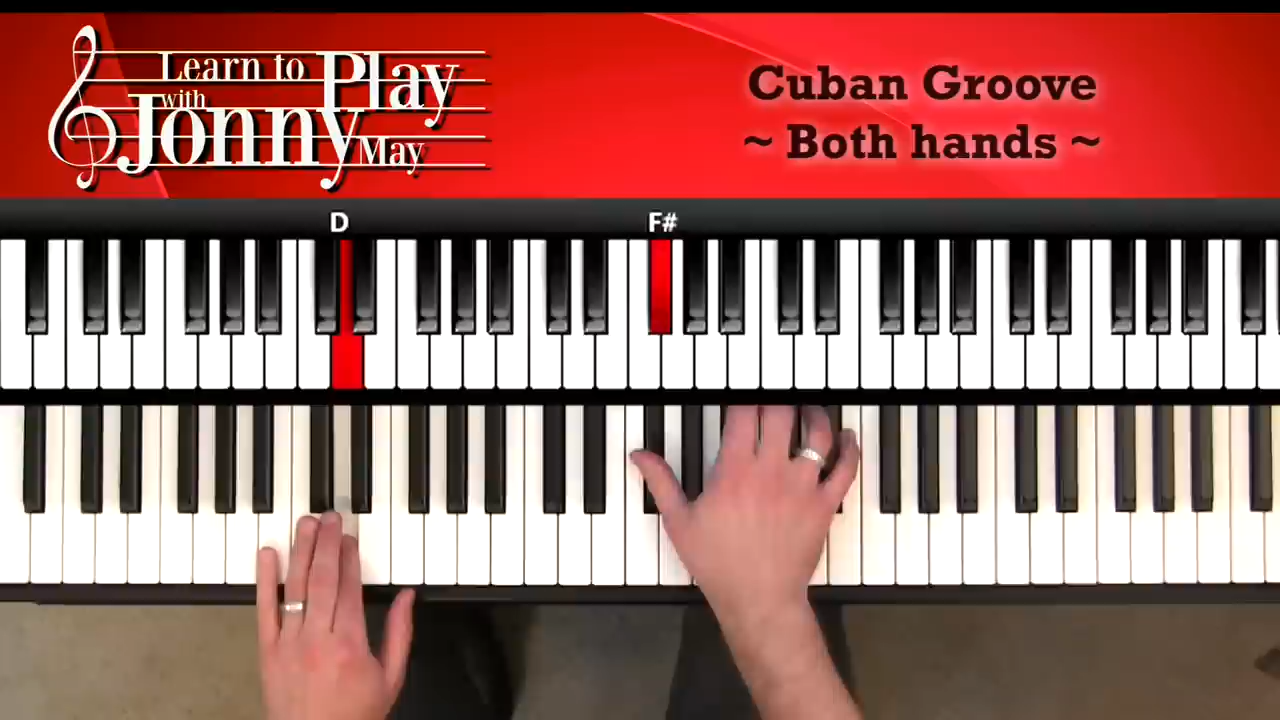 Learn to Play
with Jonny May
Cuban Groove
~ Both hands ~
D F#